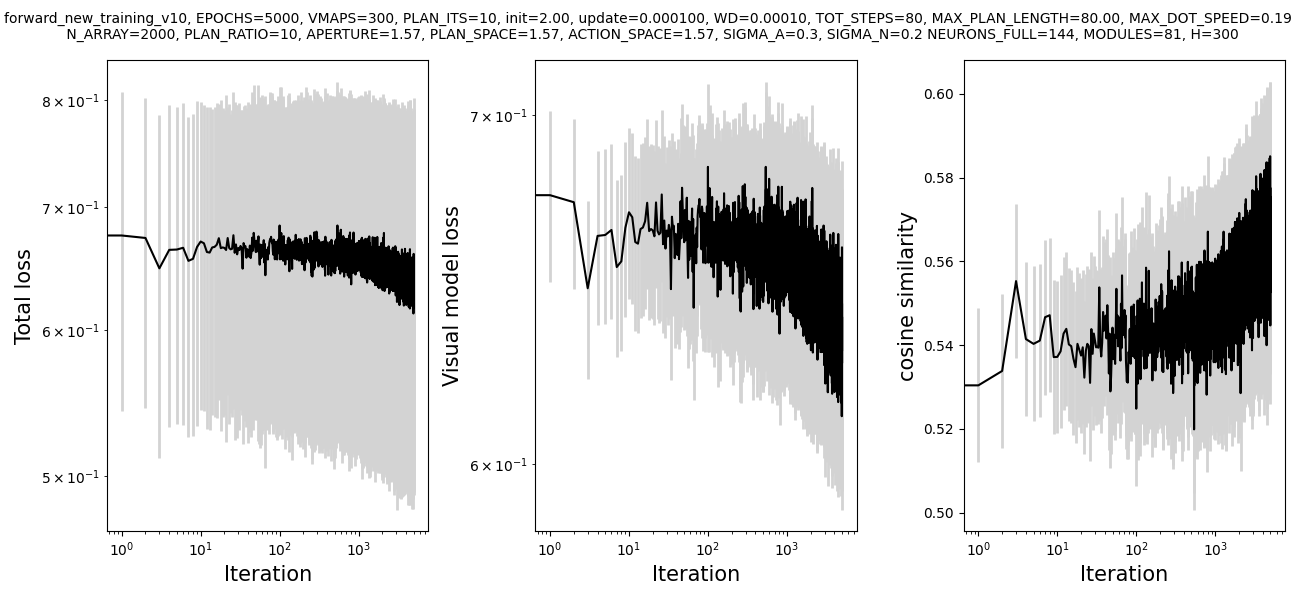 forward_new_training_v10, EPOCHS=5000, VMAPS=300, PLAN_ITS=10, init=2.00, update=0.000100, WD=0.00010, TOT_STEPS=80, MAX_PLAN_LENGTH=80.00, MAX_DOT_SPEED=0.19
N_ARRAY=2000, PLAN_RATIO=10, APERTURE=1.57, PLAN_SPACE=1.57, ACTION_SPACE=1.57, SIGMA_A=0.3, SIGMA_N=0.2 NEURONS_FULL=144, MODULES=81, H=300
Total loss
8 × 10⁻¹
7 × 10⁻¹
6 × 10⁻¹
5 × 10⁻¹
10⁰ 10¹ 10² 10³
Iteration
Visual model loss
7 × 10⁻¹
6 × 10⁻¹
10⁰ 10¹ 10² 10³
Iteration
cosine similarity
0.60
0.58
0.56
0.54
0.52
0.50
10⁰ 10¹ 10² 10³
Iteration